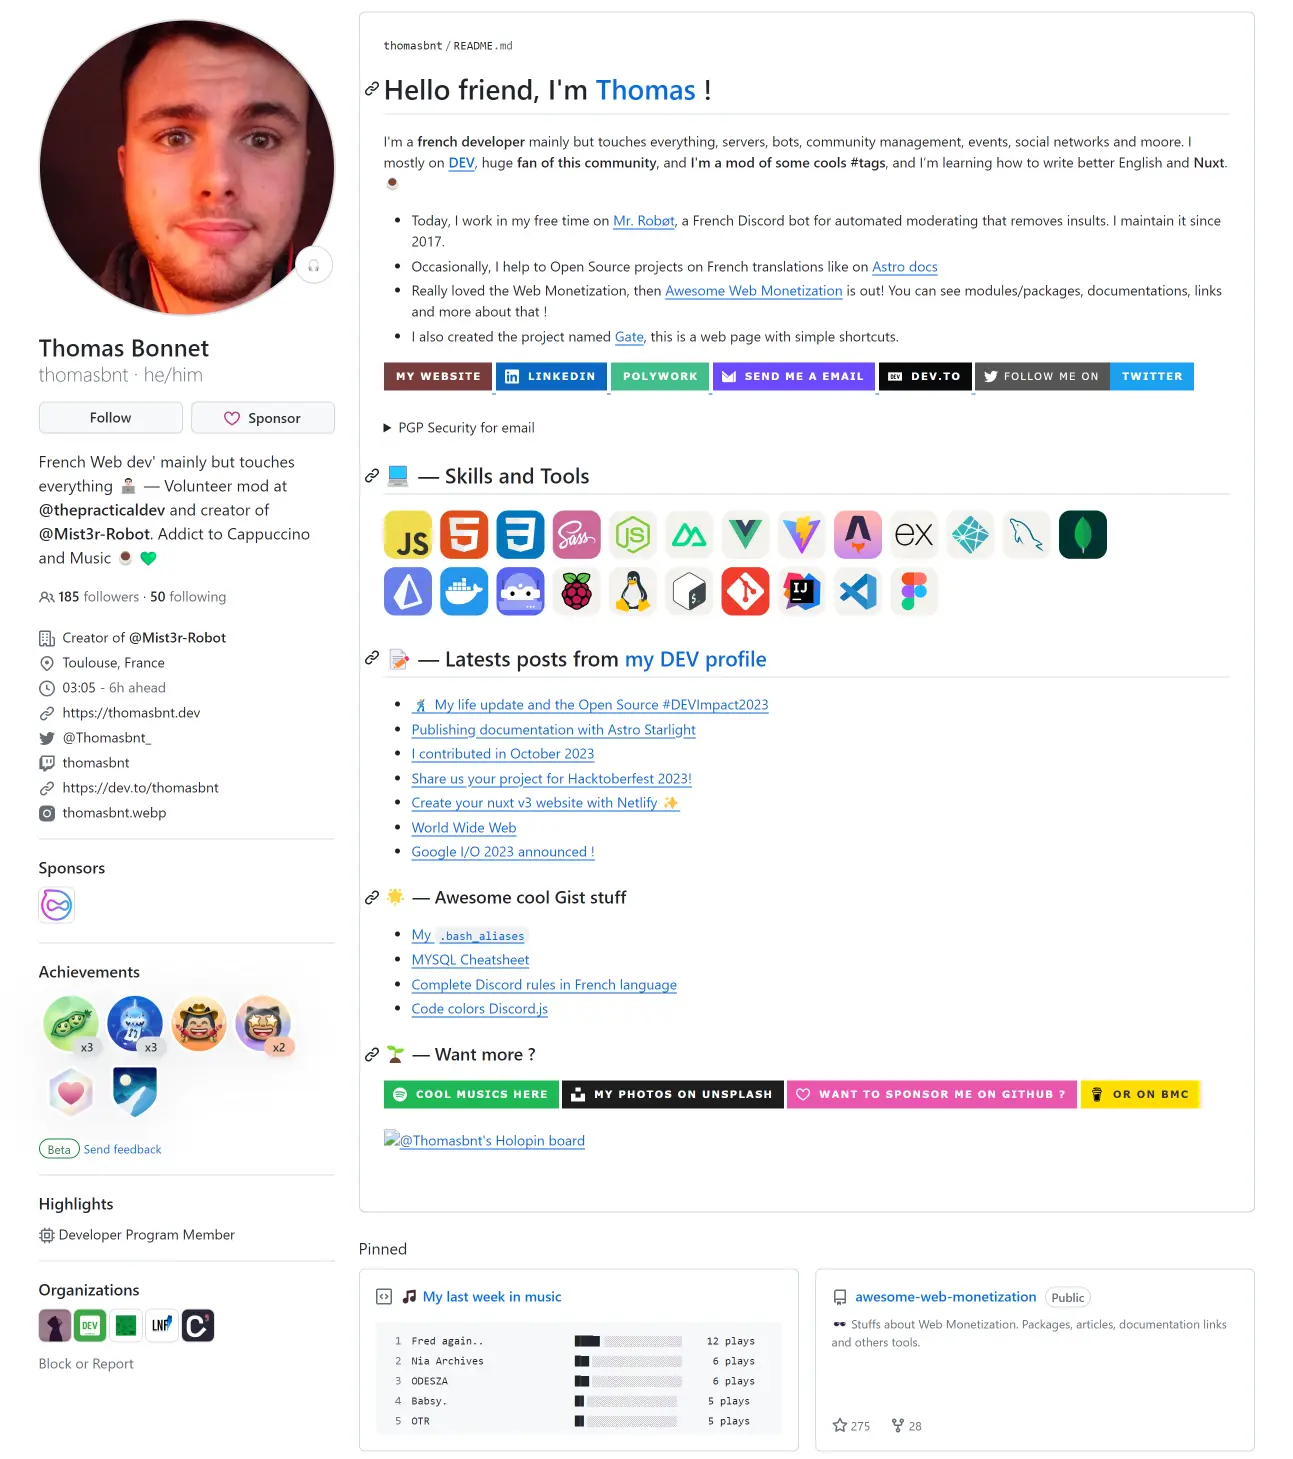 Thomas Bonnet
thomasbnt · he/him
Follow
Sponsor
French Web dev' mainly but touches
everything 👨🏻‍💻 — Volunteer mod at
@thepracticaldev and creator of
@Mist3r-Robot. Addict to Cappuccino
and Music ☕ 💚
185 followers · 50 following
Creator of @Mist3r-Robot
Toulouse, France
03:05 - 6h ahead
https://thomasbnt.dev
@Thomasbnt_
thomasbnt
https://dev.to/thomasbnt
thomasbnt.webp
Sponsors
Achievements
x3
x3
x2
Beta Send feedback
Highlights
Developer Program Member
Organizations
DEV
LNF
C
Block or Report
thomasbnt / README.md
Hello friend, I'm Thomas !
I'm a french developer mainly but touches everything, servers, bots, community management, events, social networks and moore. I
mostly on DEV, huge fan of this community, and I'm a mod of some cools #tags, and I'm learning how to write better English and Nuxt.
☕
Today, I work in my free time on Mr. Robøt, a French Discord bot for automated moderating that removes insults. I maintain it since
2017.
Occasionally, I help to Open Source projects on French translations like on Astro docs
Really loved the Web Monetization, then Awesome Web Monetization is out! You can see modules/packages, documentations, links
and more about that !
I also created the project named Gate, this is a web page with simple shortcuts.
MY WEBSITE
in LINKEDIN
POLYWORK
SEND ME A EMAIL
DEV DEV.TO
FOLLOW ME ON TWITTER
PGP Security for email
💻 — Skills and Tools
JS
5
3
Sass
JS
ex
$
IJ
📝 — Latests posts from my DEV profile
My life update and the Open Source #DEVImpact2023
Publishing documentation with Astro Starlight
I contributed in October 2023
Share us your project for Hacktoberfest 2023!
Create your nuxt v3 website with Netlify ✨
World Wide Web
Google I/O 2023 announced !
🌟 — Awesome cool Gist stuff
My .bash_aliases
MYSQL Cheatsheet
Complete Discord rules in French language
Code colors Discord.js
🌱 — Want more ?
COOL MUSICS HERE
MY PHOTOS ON UNSPLASH
WANT TO SPONSOR ME ON GITHUB ?
OR ON BMC
@Thomasbnt's Holopin board
Pinned
🎵 My last week in music
1 Fred again.. 12 plays
2 Nia Archives 6 plays
3 ODESZA 6 plays
4 Babsy. 5 plays
5 OTR 5 plays
awesome-web-monetization Public
🕶️ Stuffs about Web Monetization. Packages, articles, documentation links
and others tools.
275 28